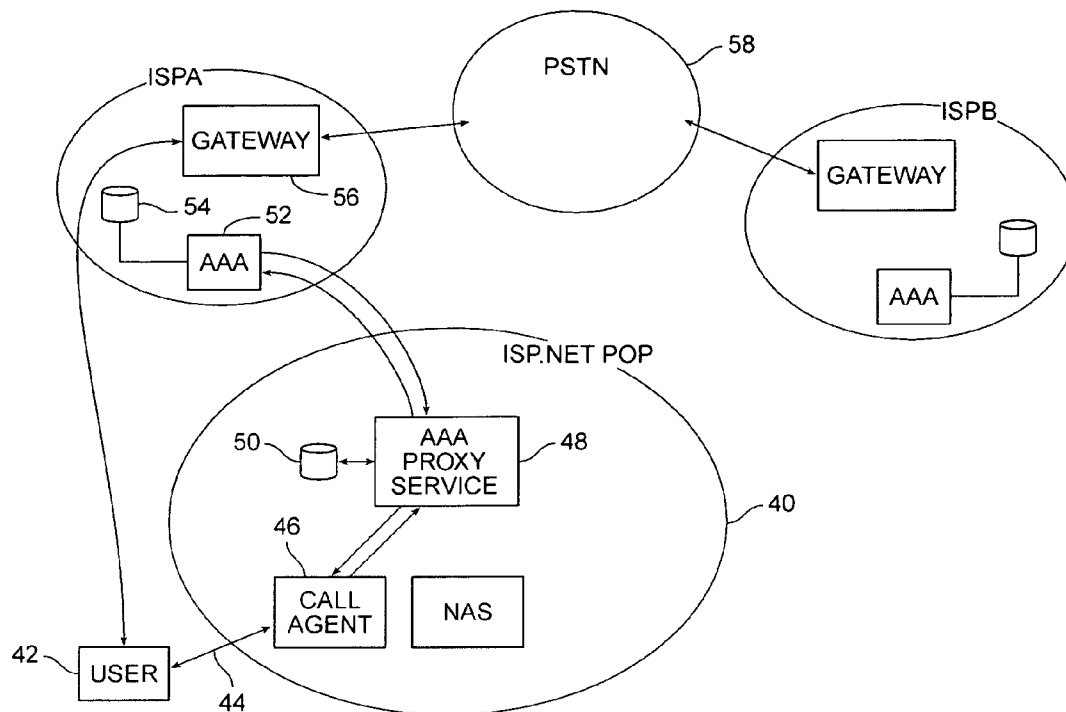 58
PSTN
ISPA
ISPB
GATEWAY
56
GATEWAY
54
52
AAA
AAA
ISP.NET POP
50
AAA
PROXY
SERVICE
48
40
46
CALL
AGENT
NAS
42
USER
44